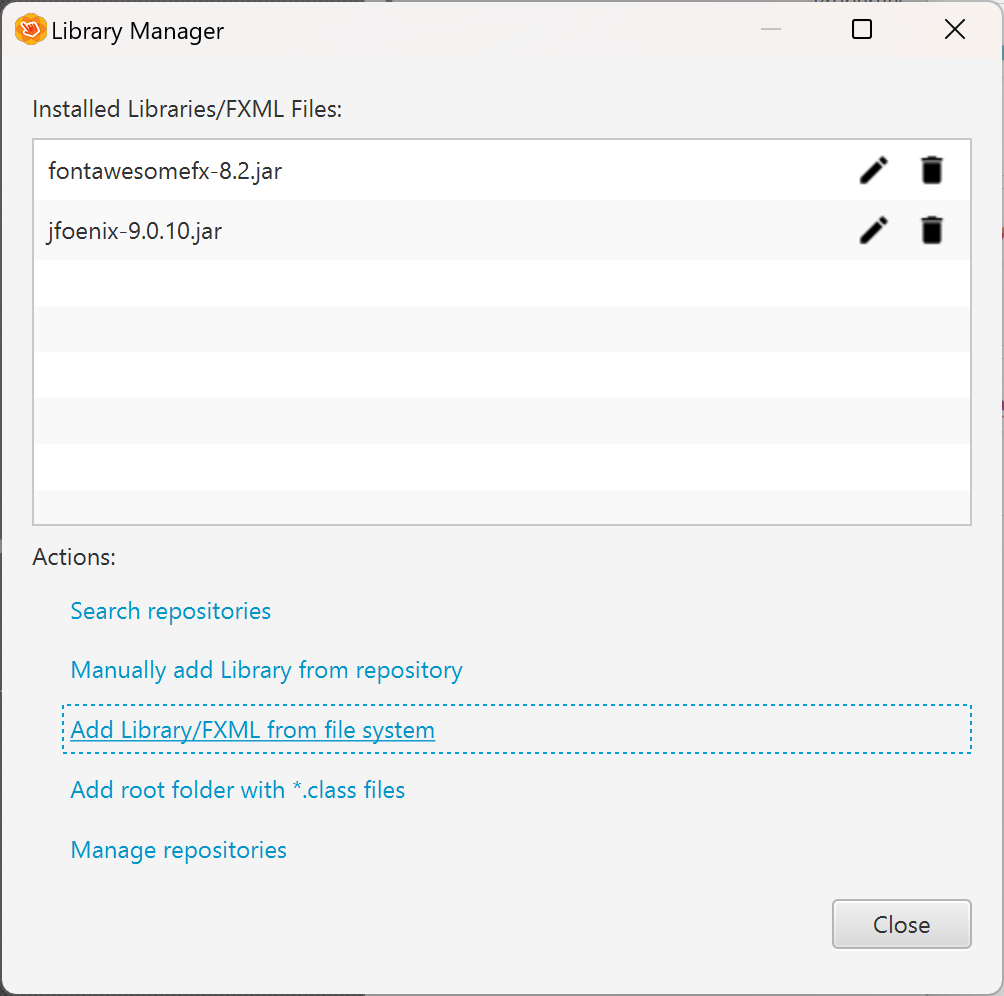 Library Manager
Installed Libraries/FXML Files:
fontawesomefx-8.2.jar
jfoenix-9.0.10.jar
Actions:
Search repositories
Manually add Library from repository
Add Library/FXML from file system
Add root folder with *.class files
Manage repositories
Close